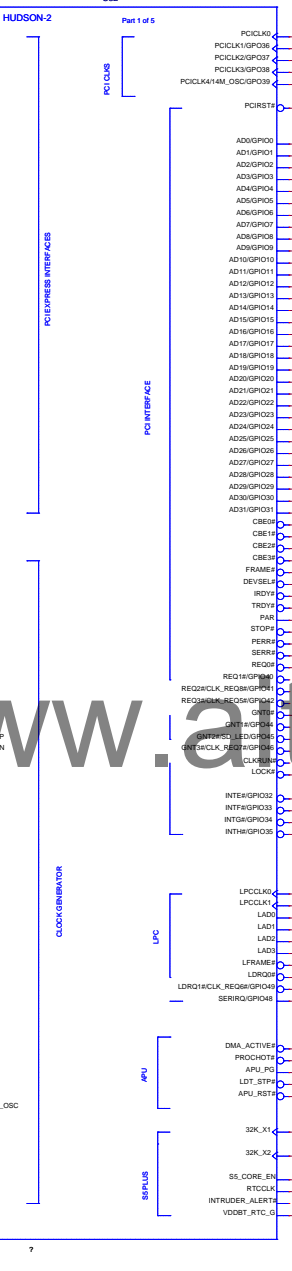 HUDSON-2
Part 1 of 5
PCI CLKS
PCICLK0
PCICLK1/GPO36
PCICLK2/GPO37
PCICLK3/GPO38
PCICLK4/14M_OSC/GPO39
PCIRST#
PCI EXPRESS INTERFACES
PCI INTERFACE
AD0/GPIO0
AD1/GPIO1
AD2/GPIO2
AD3/GPIO3
AD4/GPIO4
AD5/GPIO5
AD6/GPIO6
AD7/GPIO7
AD8/GPIO8
AD9/GPIO9
AD10/GPIO10
AD11/GPIO11
AD12/GPIO12
AD13/GPIO13
AD14/GPIO14
AD15/GPIO15
AD16/GPIO16
AD17/GPIO17
AD18/GPIO18
AD19/GPIO19
AD20/GPIO20
AD21/GPIO21
AD22/GPIO22
AD23/GPIO23
AD24/GPIO24
AD25/GPIO25
AD26/GPIO26
AD27/GPIO27
AD28/GPIO28
AD29/GPIO29
AD30/GPIO30
AD31/GPIO31
CBE0#
CBE1#
CBE2#
CBE3#
FRAME#
DEVSEL#
IRDY#
TRDY#
PAR
STOP#
PERR#
SERR#
REQ0#
REQ1#/GPIO40
REQ2#/CLK_REQ8#/GPIO41
REQ3#/CLK_REQ5#/GPIO42
GNT0#
GNT1#/GPO44
GNT2#/SD_LED/GPO45
GNT3#/CLK_REQ7#/GPIO46
CLKRUN#
LOCK#
INTE#/GPIO32
INTF#/GPIO33
INTG#/GPIO34
INTH#/GPIO35
CLOCK GENERATOR
LPC
LPCCLK0
LPCCLK1
LAD0
LAD1
LAD2
LAD3
LFRAME#
LDRQ0#
LDRQ1#/CLK_REQ6#/GPIO49
SERIRQ/GPIO48
APU
DMA_ACTIVE#
PROCHOT#
APU_PG
LDT_STP#
APU_RST#
_OSC
S5 PLUS
32K_X1
32K_X2
S5_CORE_EN
RTCCLK
INTRUDER_ALERT#
VDDBT_RTC_G
?